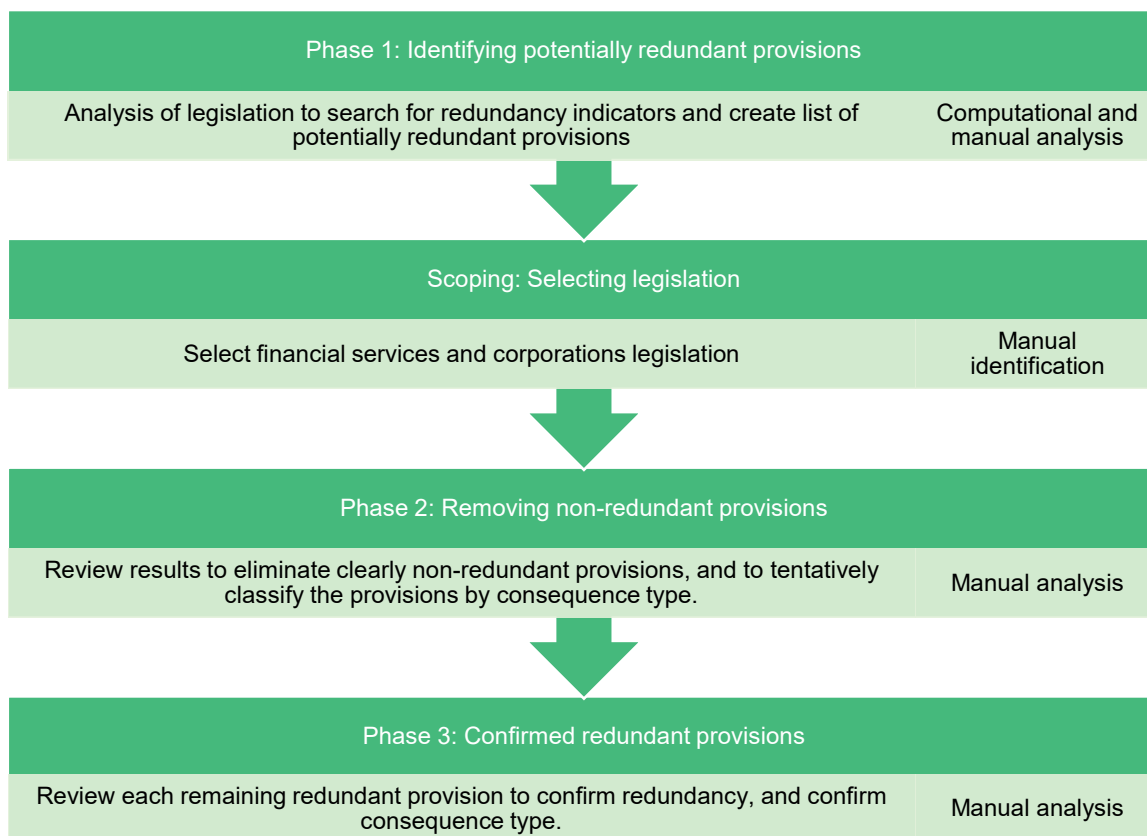 Phase 1: Identifying potentially redundant provisions
Analysis of legislation to search for redundancy indicators and create list of
potentially redundant provisions
Computational and
manual analysis
Scoping: Selecting legislation
Select financial services and corporations legislation
Manual
identification
Phase 2: Removing non-redundant provisions
Review results to eliminate clearly non-redundant provisions, and to tentatively
classify the provisions by consequence type.
Manual analysis
Phase 3: Confirmed redundant provisions
Review each remaining redundant provision to confirm redundancy, and confirm
consequence type.
Manual analysis